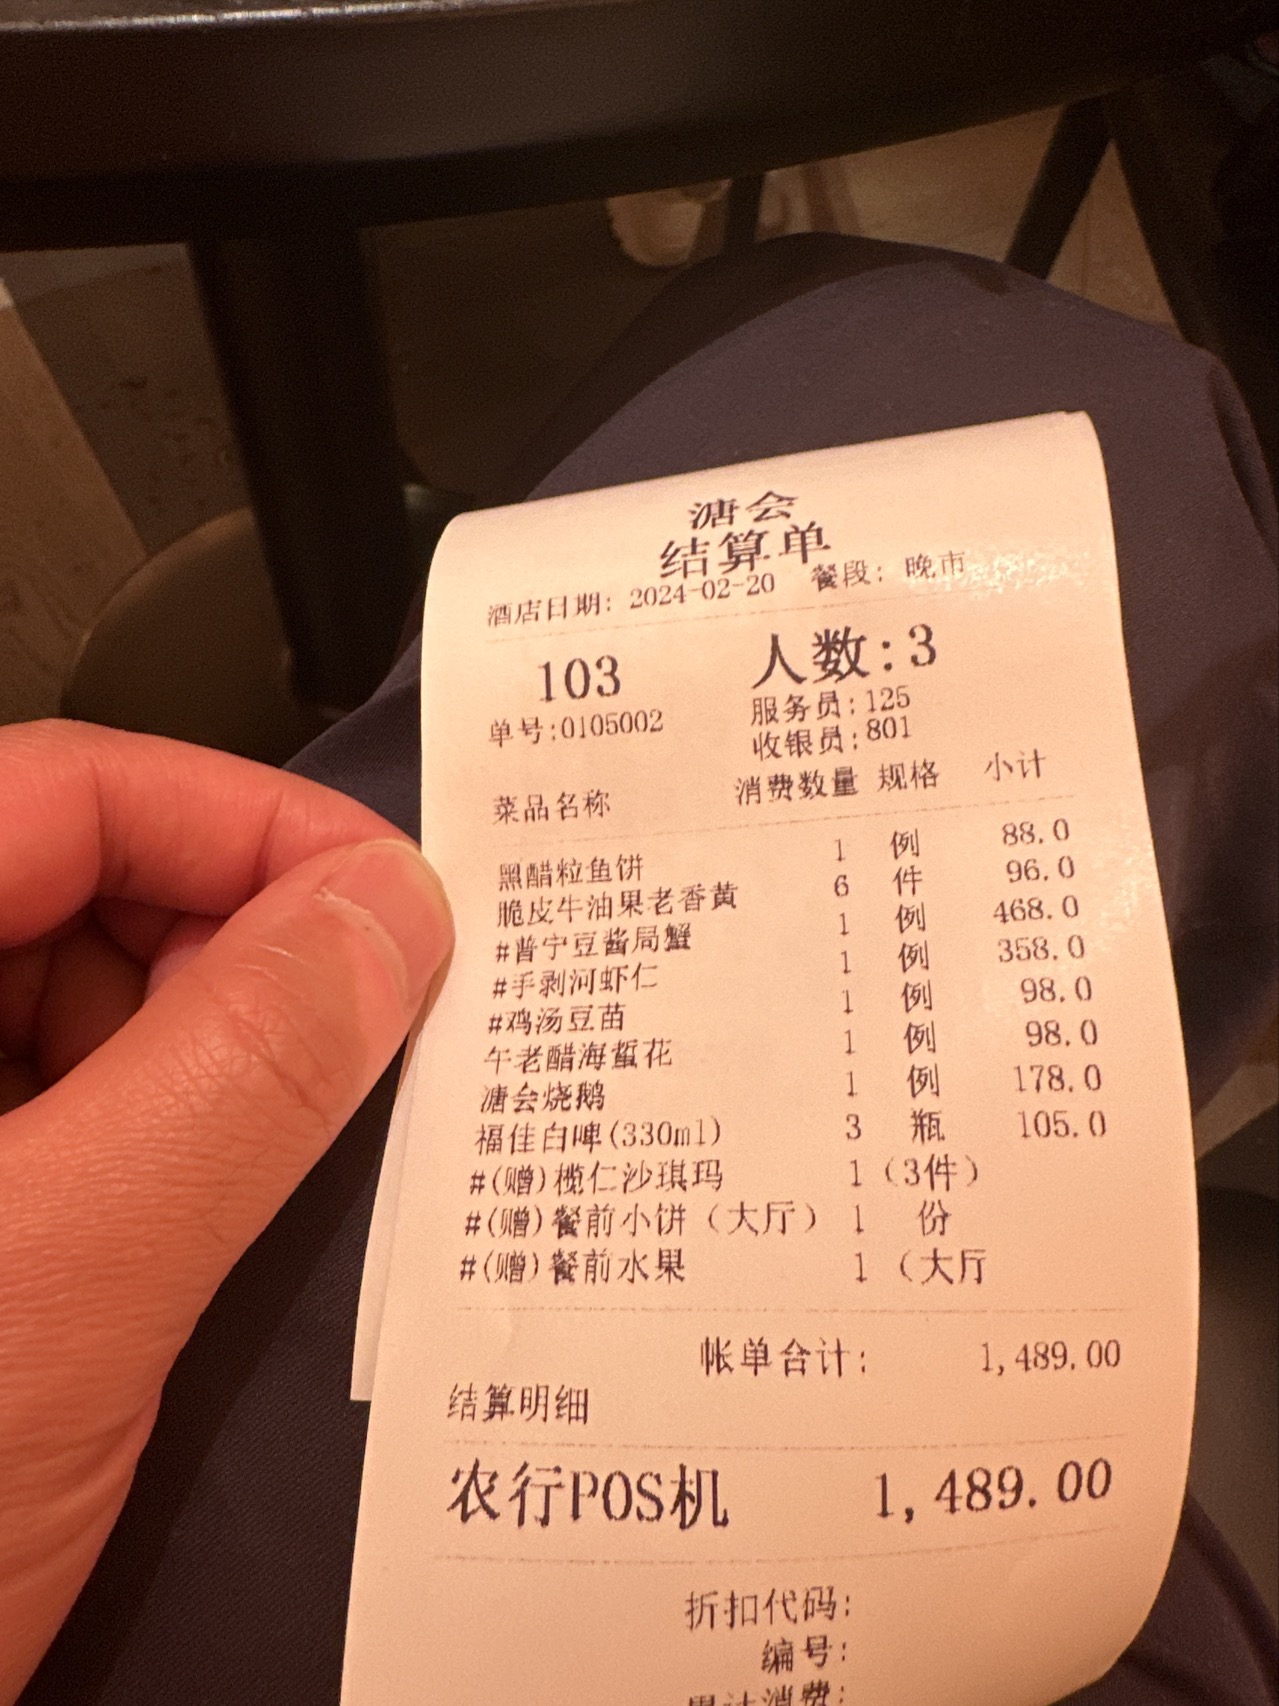 溏会
结算单
酒店日期: 2024-02-20 餐段: 晚市
103 人数:3
单号:0105002 服务员:125
收银员:801
菜品名称 消费数量 规格 小计
黑醋粒鱼饼 1 例 88.0
脆皮牛油果老香黄 6 件 96.0
#普宁豆酱局蟹 1 例 468.0
#手剥河虾仁 1 例 358.0
#鸡汤豆苗 1 例 98.0
午老醋海蜇花 1 例 98.0
溏会烧鹅 1 例 178.0
福佳白啤(330ml) 3 瓶 105.0
#(赠)榄仁沙琪玛 1 (3件)
#(赠)餐前小饼(大厅) 1 份
#(赠)餐前水果 1 (大厅
帐单合计: 1,489.00
结算明细
农行POS机 1,489.00
折扣代码:
编号:
累计消费: